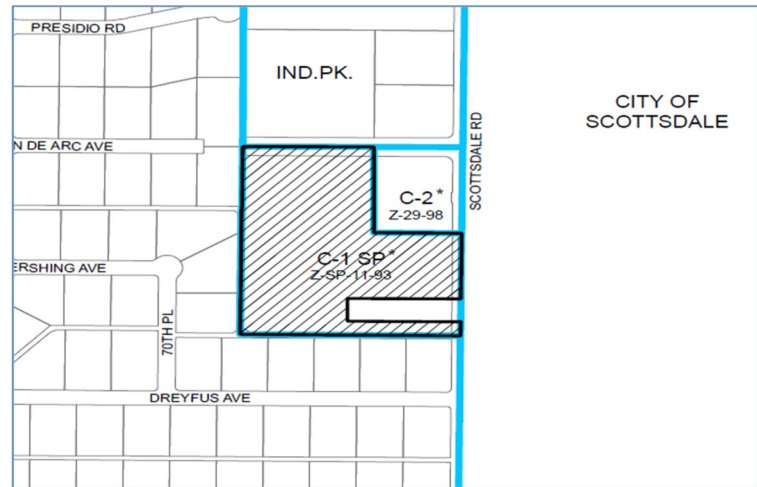 PRESIDIO RD
IND.PK.
CITY OF
SCOTTSDALE
N DE ARC AVE
SCOTTSDALE RD
C-2*
Z-29-98
C-1 SP*
Z-SP-11-93
ERSHING AVE
70TH PL
DREYFUS AVE